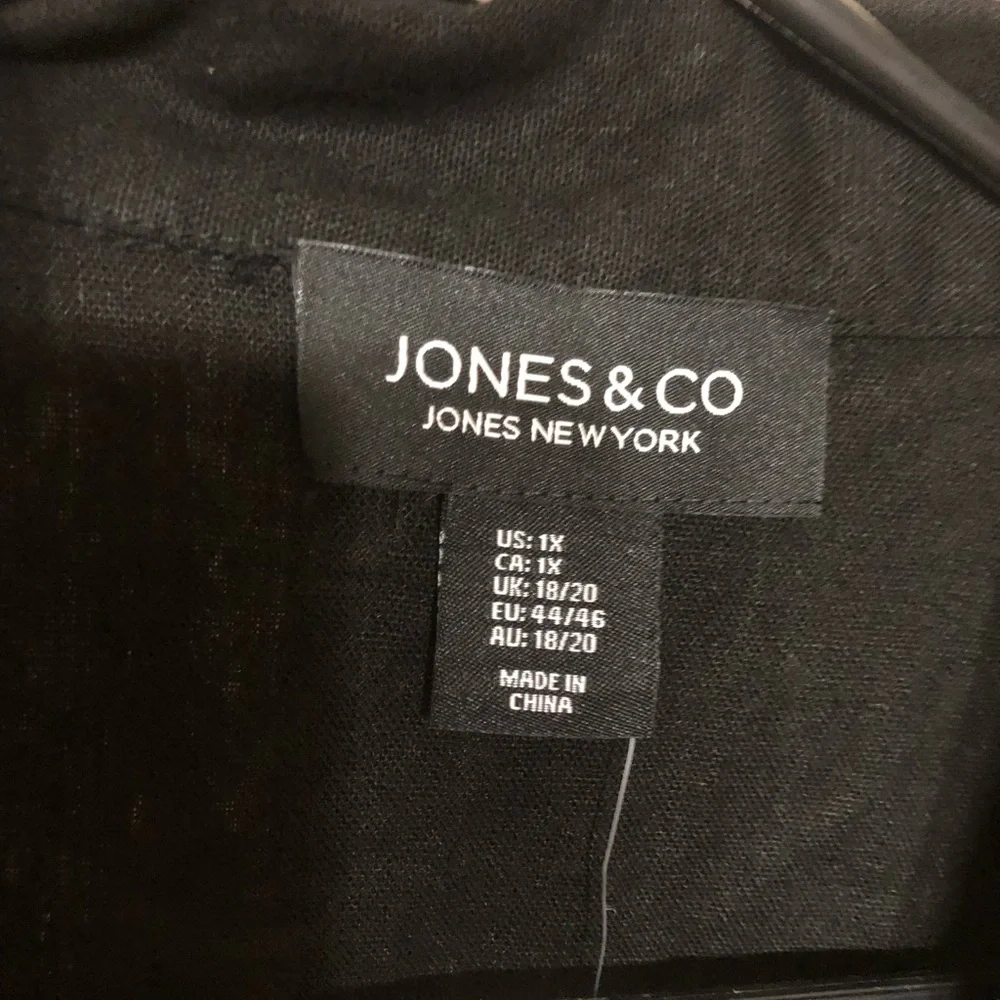 JONES & CO
JONES NEW YORK
US: 1X
CA: 1X
UK: 18/20
EU: 44/46
AU: 18/20
MADE IN
CHINA